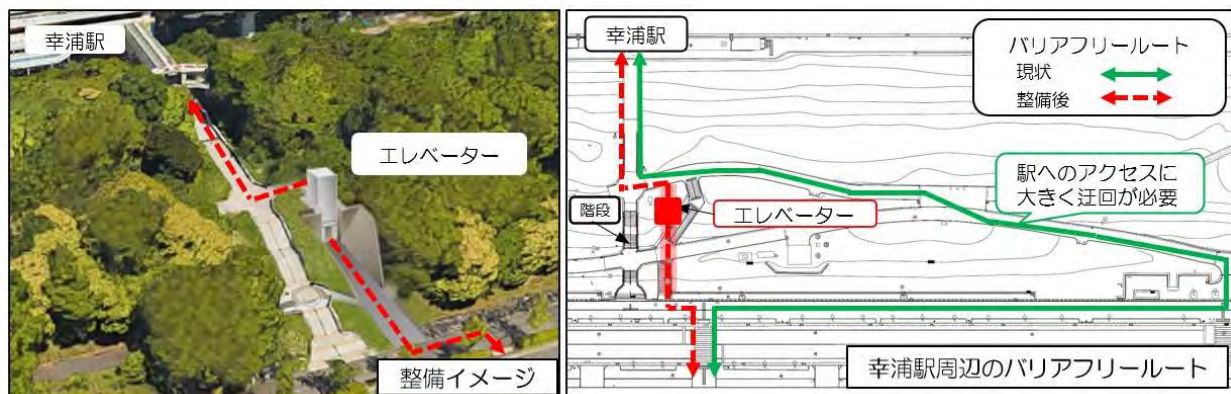 幸浦駅
エレベーター
整備イメージ
幸浦駅
バリアフリールート
現状
整備後
駅へのアクセスに
大きく迂回が必要
階段
エレベーター
幸浦駅周辺のバリアフリールート